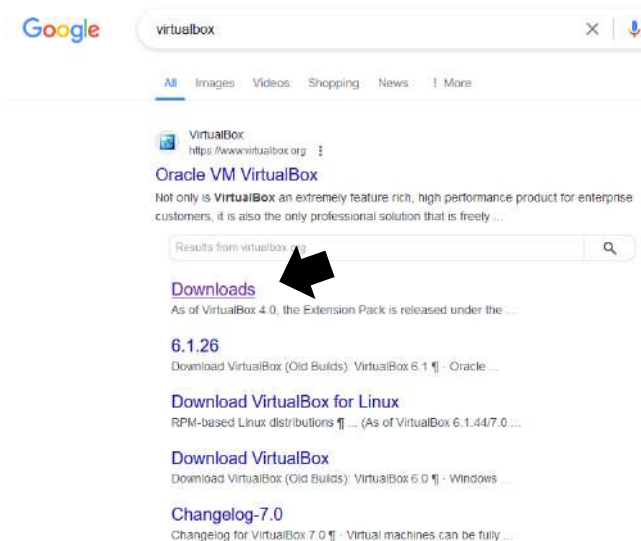 Google
virtualbox
All Images Videos Shopping News More
VirtualBox
https://www.virtualbox.org
Oracle VM VirtualBox
Not only is VirtualBox an extremely feature rich, high performance product for enterprise
customers, it is also the only professional solution that is freely ...
Results from virtualbox.org
Downloads
As of VirtualBox 4.0, the Extension Pack is released under the ...
6.1.26
Download VirtualBox (Old Builds): VirtualBox 6.1 ¶ · Oracle ...
Download VirtualBox for Linux
RPM-based Linux distributions ¶ ... (As of VirtualBox 6.1.44/7.0 ...
Download VirtualBox
Download VirtualBox (Old Builds): VirtualBox 6.0 ¶ · Windows ...
Changelog-7.0
Changelog for VirtualBox 7.0 ¶ · Virtual machines can be fully ...